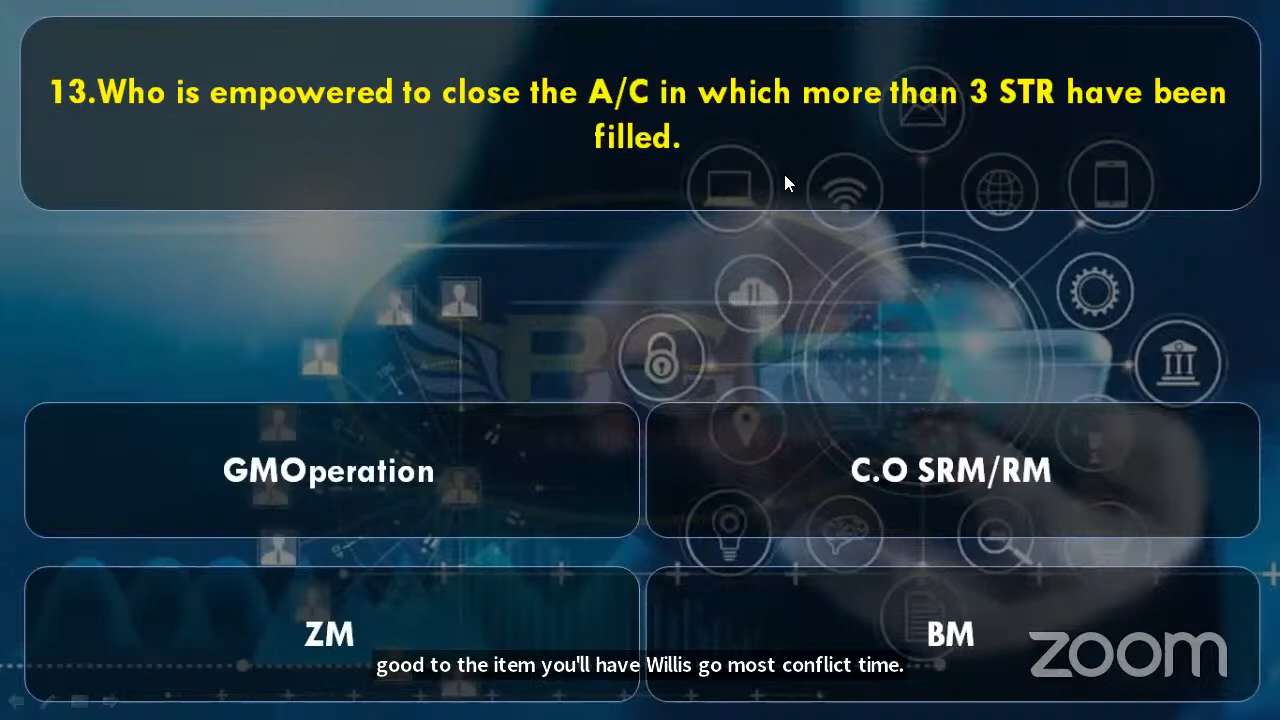 13.Who is empowered to close the A/C in which more than 3 STR have been
filled.
GMOperation
C.O SRM/RM
ZM
BM
good to the item you'll have Willis go most conflict time.
zoom